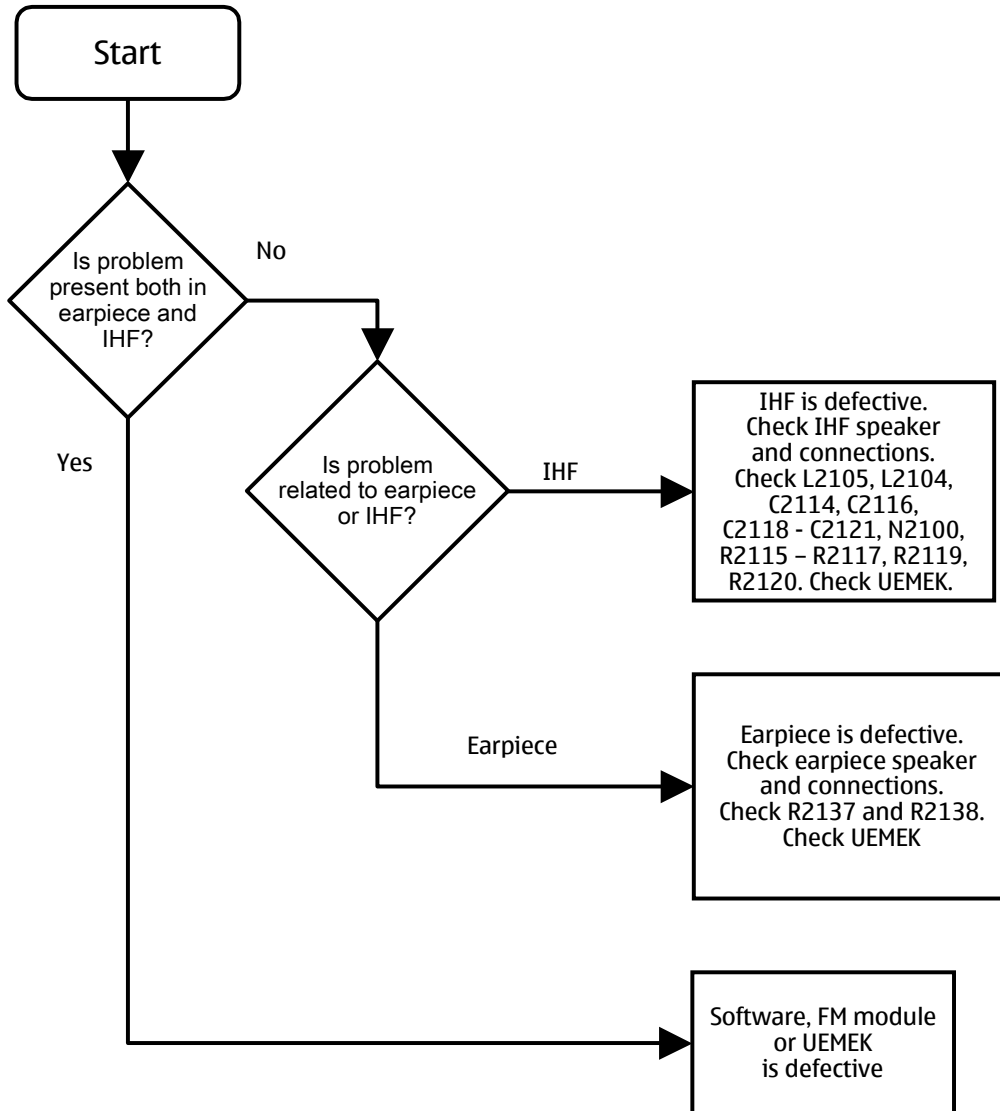 Start
Is problem
present both in
earpiece and
IHF?
No
Yes
Is problem
related to earpiece
or IHF?
IHF
IHF is defective.
Check IHF speaker
and connections.
Check L2105, L2104,
C2114, C2116,
C2118 - C2121, N2100,
R2115 – R2117, R2119,
R2120. Check UEMEK.
Earpiece
Earpiece is defective.
Check earpiece speaker
and connections.
Check R2137 and R2138.
Check UEMEK
Software, FM module
or UEMEK
is defective